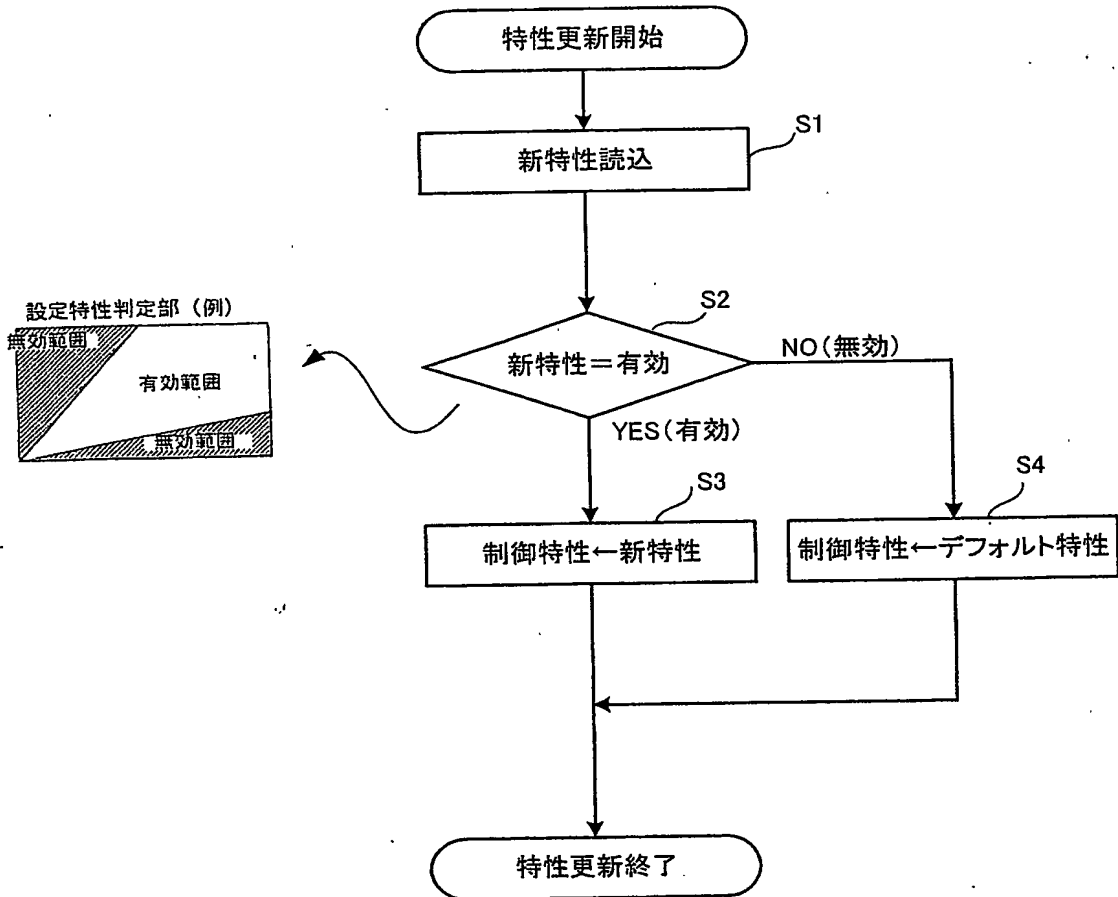 特性更新開始
S1
新特性読込
設定特性判定部（例）
無効範囲
有効範囲
無効範囲
S2
新特性＝有効
NO（無効）
YES（有効）
S3
制御特性←新特性
S4
制御特性←デフォルト特性
特性更新終了